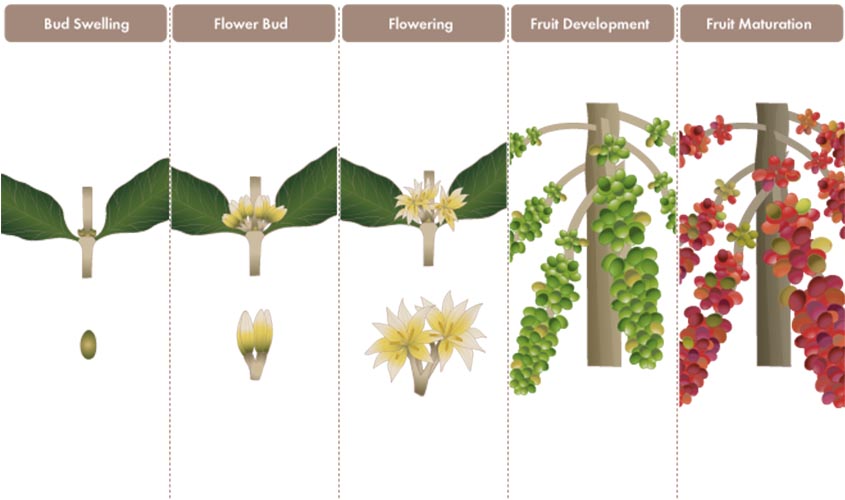 Bud Swelling
Flower Bud
Flowering
Fruit Development
Fruit Maturation